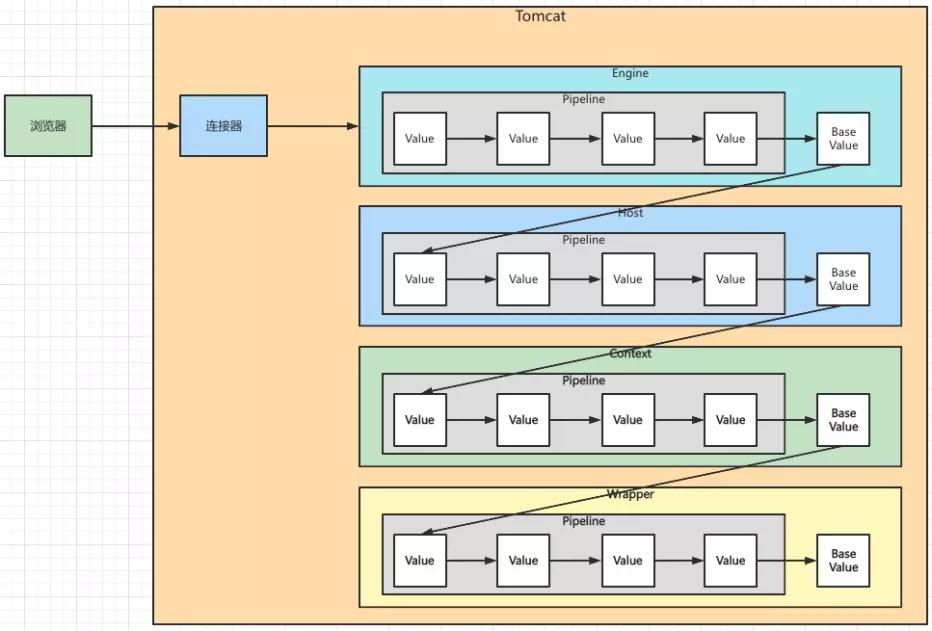 Tomcat
浏览器
连接器
Engine
Pipeline
Value
Value
Value
Value
Base
Value
Host
Pipeline
Value
Value
Value
Value
Base
Value
Context
Pipeline
Value
Value
Value
Value
Base
Value
Wrapper
Pipeline
Value
Value
Value
Value
Base
Value